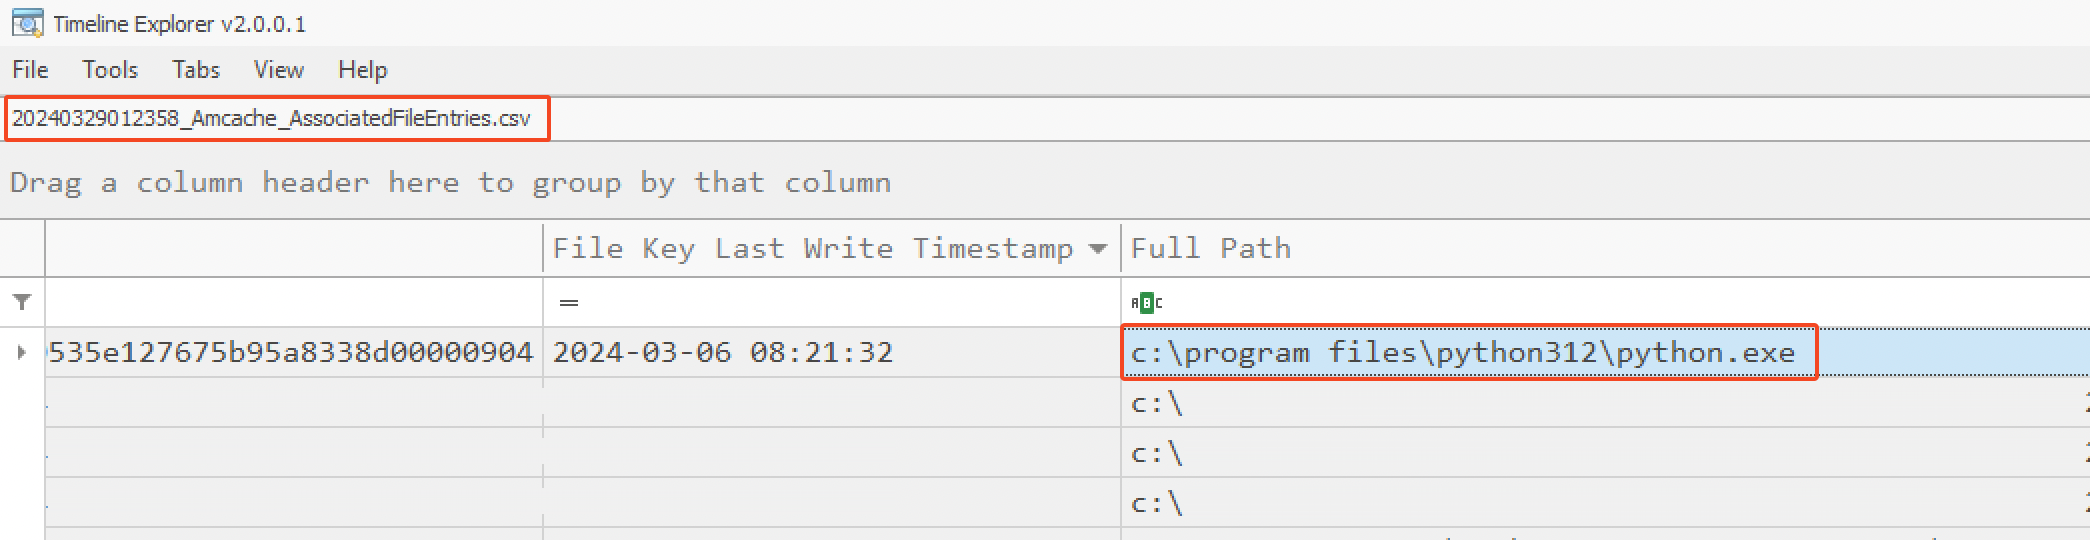 Timeline Explorer v2.0.0.1
File Tools Tabs View Help
20240329012358_Amcache_AssociatedFileEntries.csv
Drag a column header here to group by that column
File Key Last Write Timestamp Full Path
= ABC
535e127675b95a8338d00000904 2024-03-06 08:21:32 c:\program files\python312\python.exe
c:\
c:\
c:\